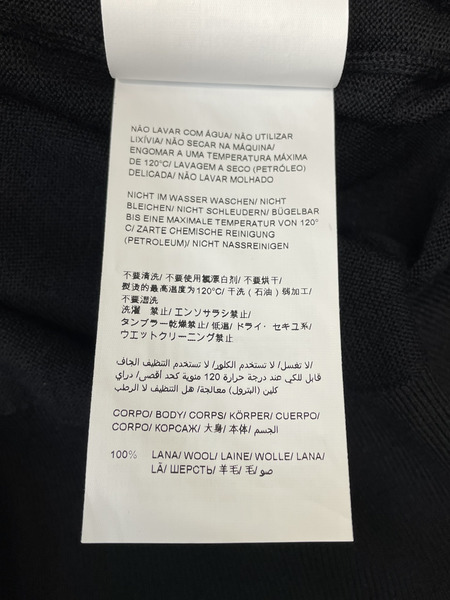 NÃO LAVAR COM ÁGUA/ NÃO UTILIZAR
LIXÍVIA/ NÃO SECAR NA MÁQUINA/
ENGOMAR A UMA TEMPERATURA MÁXIMA
DE 120°C/ LAVAGEM A SECO (PETRÓLEO)
DELICADA/ NÃO LAVAR MOLHADO
NICHT IM WASSER WASCHEN/ NICHT
BLEICHEN/ NICHT SCHLEUDERN/ BÜGELBAR
BIS EINE MAXIMALE TEMPERATUR VON 120°
C/ ZARTE CHEMISCHE REINIGUNG
(PETROLEUM)/ NICHT NASSREINIGEN
不要清洗/ 不要使用氯漂白剂/ 不要烘干/
熨烫的最高温度为120°C/ 干洗（石油）弱加工/
不要湿洗
洗濯 禁止/ エンソサラシ禁止/
タンブラー乾燥禁止/ 低温/ ドライ・セキユ系/
ウエットクリーニング禁止
لا تغسل/ لا تستخدم الكلور/ لا تستخدم التنظيف الجاف/
قابل للكي عند درجة حرارة 120 مئوية كحد أقصى/ دراي
كلين (البترول) معالجة/ هل التنظيف لا الرطب
CORPO/ BODY/ CORPS/ KÖRPER/ CUERPO/
CORPO/ КОРСАЖ/ 大身/ 本体/ الجسم
100% LANA/ WOOL/ LAINE/ WOLLE/ LANA/
LÃ/ ШЕРСТЬ/ 羊毛/ 毛/ صو